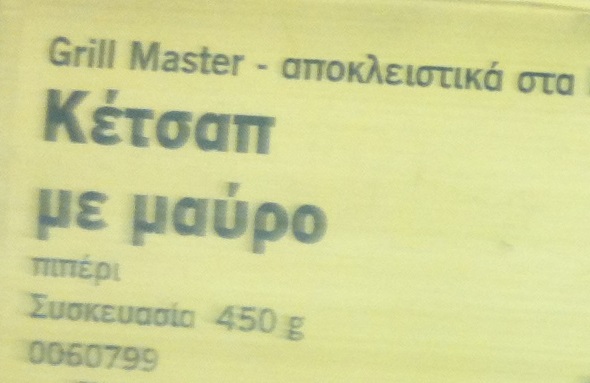 Grill Master - αποκλειστικά στα
Κέτσαπ
με μαύρο
πιπέρι
Συσκευασία 450 g
0060799